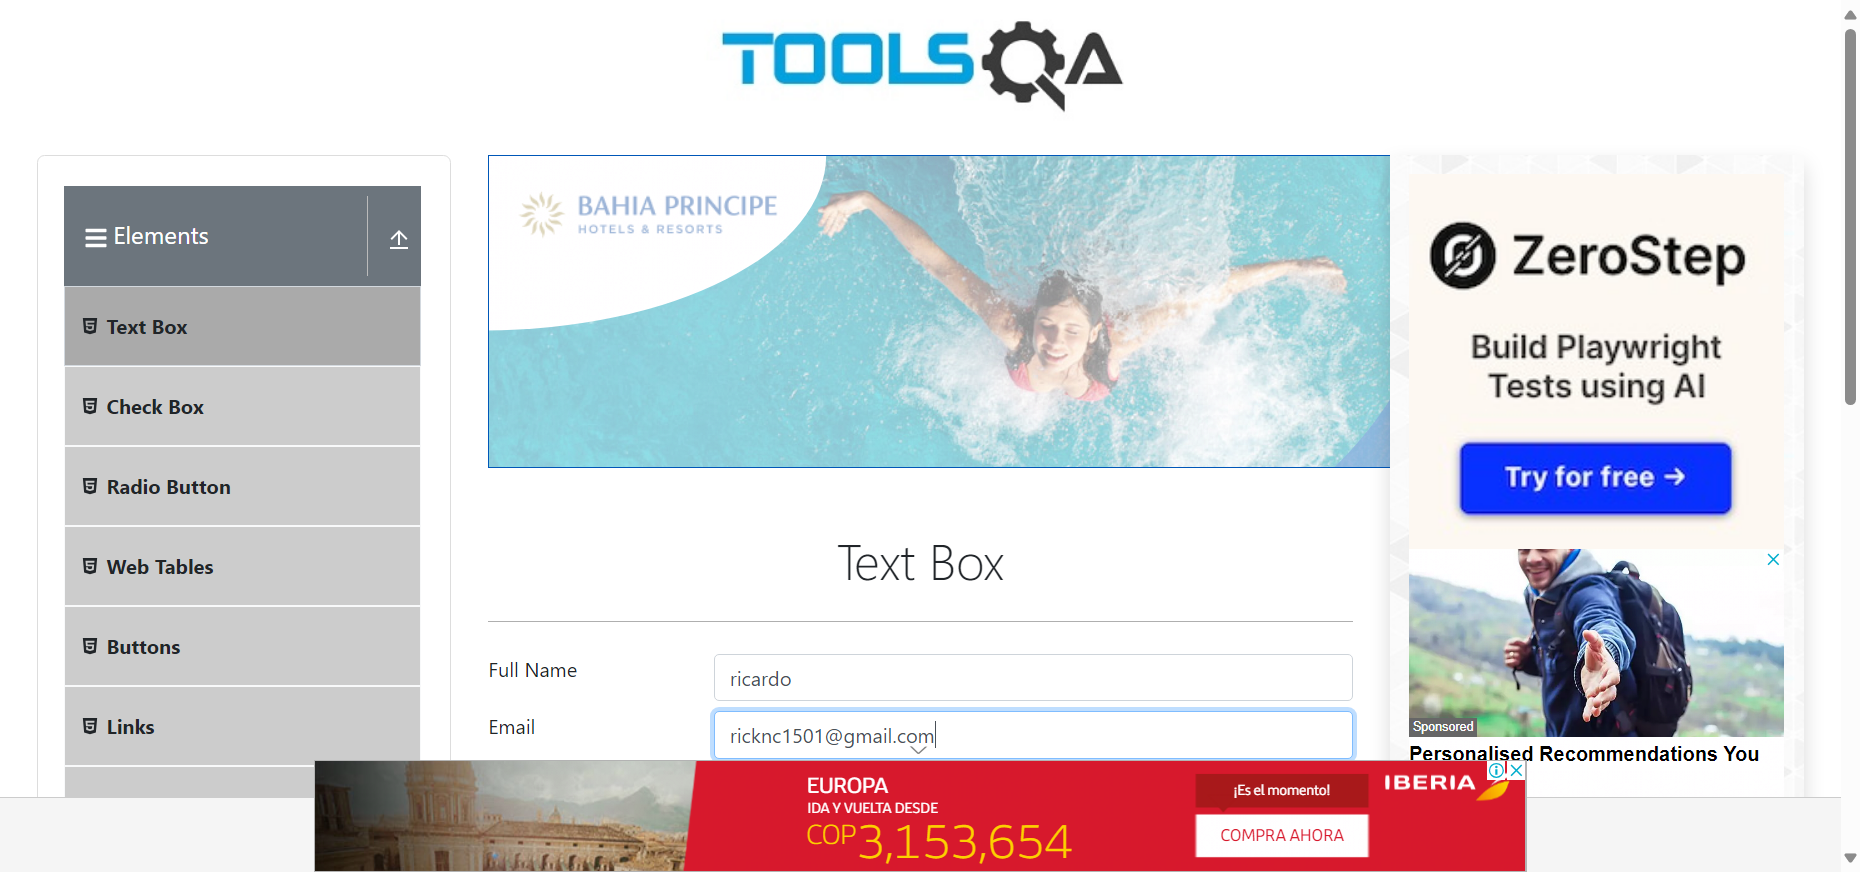 TOOLSQA
Elements
Text Box
Check Box
Radio Button
Web Tables
Buttons
Links
BAHIA PRINCIPE
HOTELS & RESORTS
Text Box
Full Name
ricardo
Email
ricknc1501@gmail.com
ZeroStep
Build Playwright
Tests using AI
Try for free →
Sponsored
Personalised Recommendations You
EUROPA
IDA Y VUELTA DESDE
COP3,153,654
¡Es el momento!
COMPRA AHORA
IBERIA